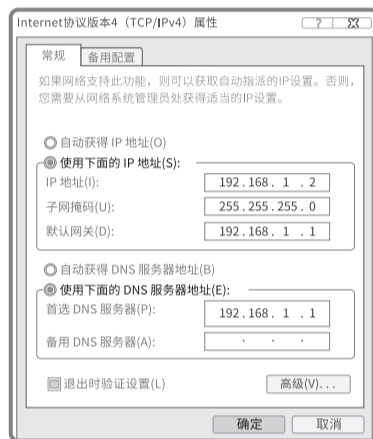 Internet协议版本4（TCP/IPv4）属性
常规 备用配置
如果网络支持此功能，则可以获取自动指派的IP设置。否则，
您需要从网络系统管理员处获得适当的IP设置。
自动获得 IP 地址(O)
使用下面的 IP 地址(S):
IP 地址(I): 192.168. 1 . 2
子网掩码(U): 255.255.255. 0
默认网关(D): 192.168. 1 . 1
自动获得 DNS 服务器地址(B)
使用下面的 DNS 服务器地址(E):
首选 DNS 服务器(P): 192.168. 1 . 1
备用 DNS 服务器(A): . . .
退出时验证设置(L) 高级(V)...
确定 取消